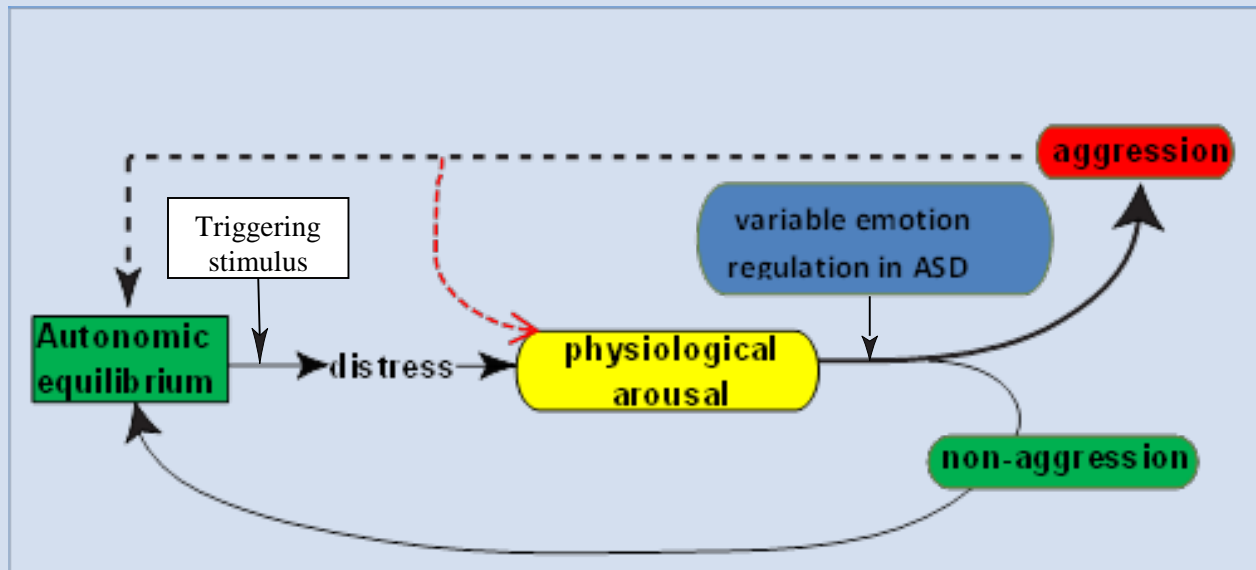 aggression
variable emotion
regulation in ASD
Triggering
stimulus
Autonomic
equilibrium
distress
physiological
arousal
non-aggression